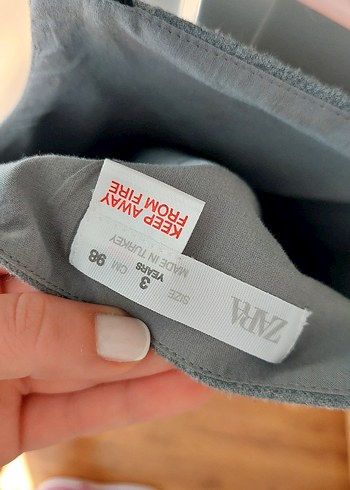 ZARA
SIZE 3 YEARS CM 98
MADE IN TURKEY
KEEP AWAY
FROM FIRE